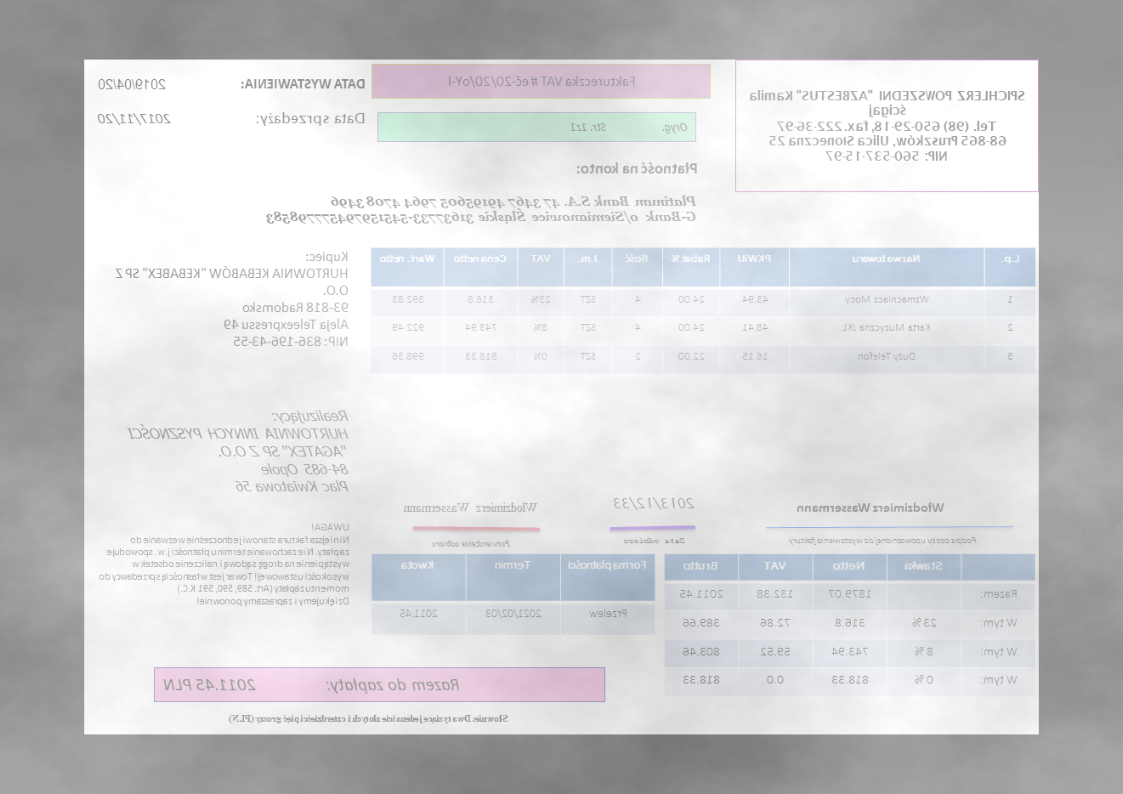 SPICHLERZ POWSZEDNI "AZBESTUS" Kamila
ścigaj
Tel. (98) 650-29-18, fax.222-36-97
68-865 Pruszków, Ulica Słoneczna 25
NIP: 560-537-15-97
Faktureczka VAT #eć-20/20/oY-I
Oryg. Str. 1z1
DATA WYSTAWIENIA: 2019/04/20
Data sprzedaży: 2017/11/20
Płatność na konto:
Platinum Bank S.A. 47 3467 49195605 7964 4708 3496
G-Bank o/Siemianowice Śląskie 31637733-5451597945777798583
L.p. Nazwa towaru PKWiU Rabat % Ilość J.m. VAT Cena netto Wart. netto
1 Wzmacniacz Mocy 43.94 24.00 4 SZT 23% 316.8 392.83
2 Karta Muzyczna JKL 48.41 24.00 4 SZT 8% 743.94 922.49
3 Duży Telefon 16.15 22.00 2 SZT 0% 818.33 998.36
Kupiec:
HURTOWNIA KEBABÓW "KEBABEX" SP Z
O.O.
93-818 Radomsko
Aleja Teleexpressu 49
NIP: 836-196-43-55
Realizujący:
HURTOWNIA INNYCH PYSZNOŚCI
"AGATEX" SP Z O.O.
84-685 Opole
Plac Kwiatowa 56
Włodzimierz Wassermann
Podpis osoby upoważnionej do wystawienia faktury
2013/12/33
Data odbioru
Włodzimierz Wassermann
Potwierdzenie odbioru
UWAGA!
Niniejsza faktura stanowi jednocześnie wezwanie do
zapłaty. Nie zachowanie termin płatności j.w. spowoduje
wystąpienie na drogę sądową i naliczenie odsetek w
wysokości ustawowej! Towar jest własnością sprzedawcy do
momentu zapłaty (Art. 589, 590, 591 K.C.)
Dziękujemy i zapraszamy ponownie!
Stawka Netto VAT Brutto
Razem: 1879.07 132.38 2011.45
W tym: 23 % 316.8 72.86 389.66
W tym: 8 % 743.94 59.52 803.46
W tym: 0 % 818.33 0.0 818.33
Forma płatności Termin Kwota
Przelew 2021/02/03 2011.45
Razem do zapłaty: 2011.45 PLN
Słownie: Dwa tysiące jedenaście złotych i czterdzieści pięć groszy (PLN)